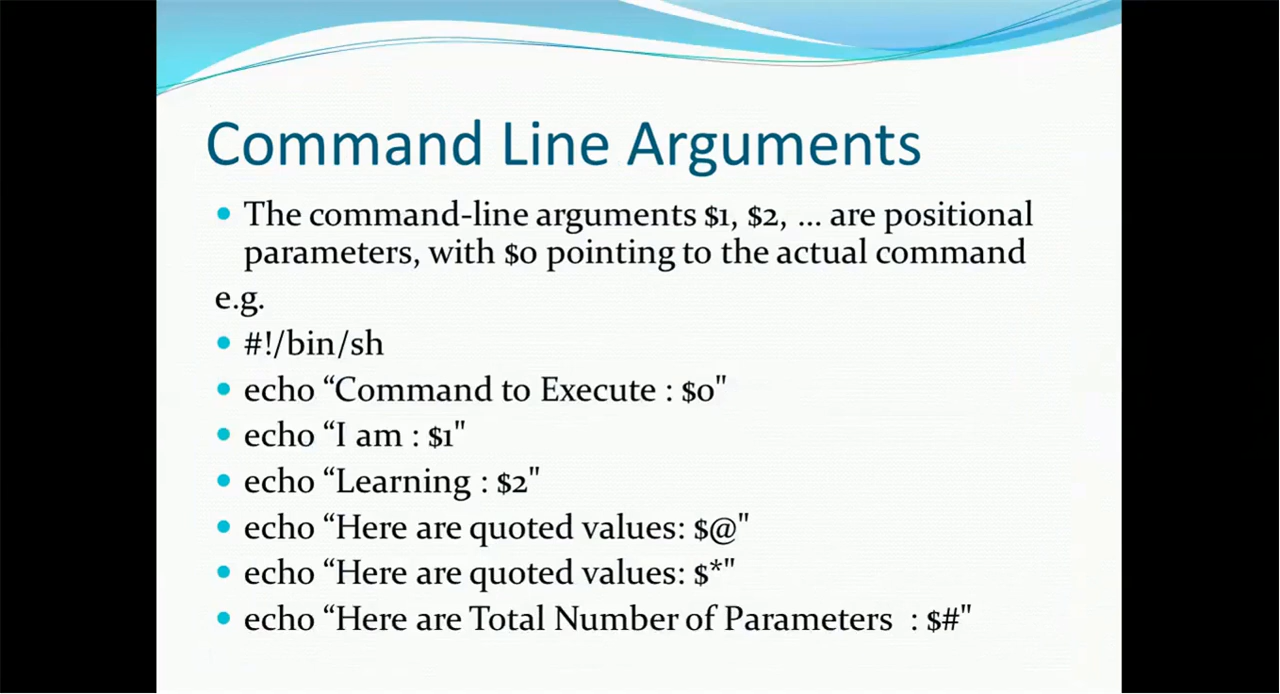 Command Line Arguments
• The command-line arguments $1, $2, ... are positional
parameters, with $0 pointing to the actual command
e.g.
• #!/bin/sh
• echo “Command to Execute : $0"
• echo “I am : $1"
• echo “Learning : $2"
• echo “Here are quoted values: $@"
• echo “Here are quoted values: $*"
• echo “Here are Total Number of Parameters  : $#"